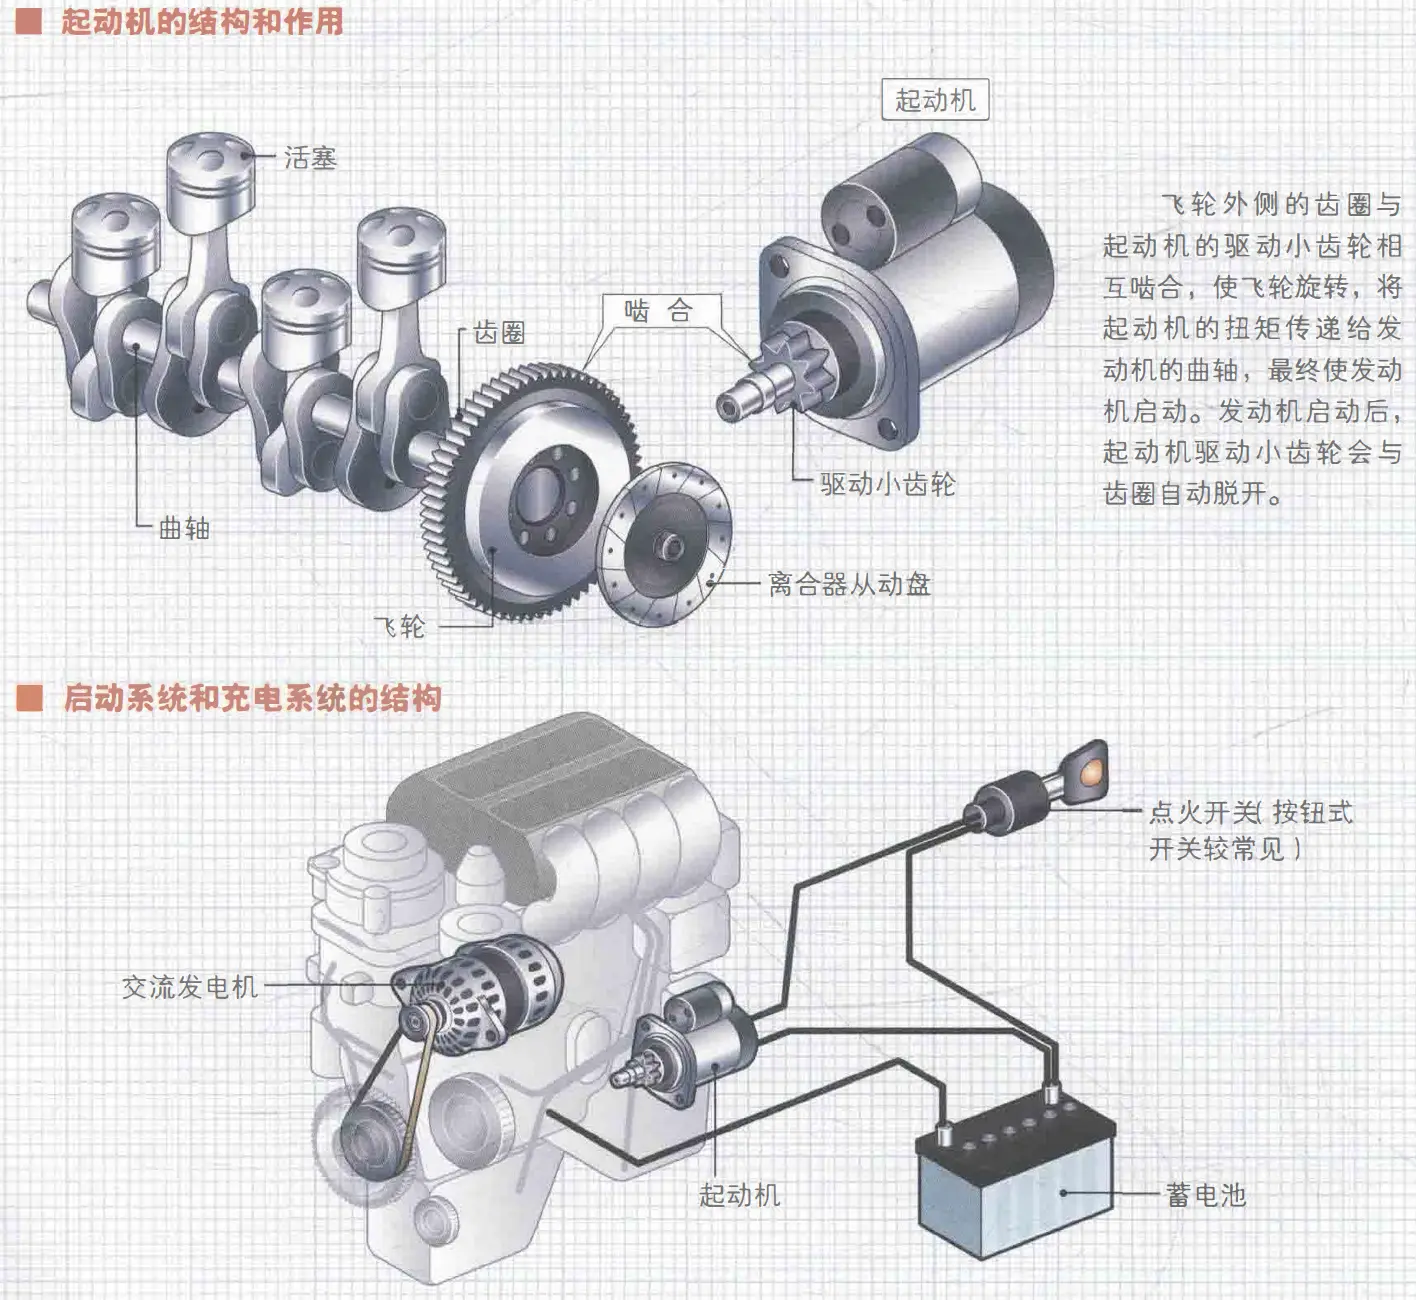 起动机的结构和作用
起动机
活塞
飞轮外侧的齿圈与
起动机的驱动小齿轮相
互啮合，使飞轮旋转，将
起动机的扭矩传递给发
动机的曲轴，最终使发动
机启动。发动机启动后，
起动机驱动小齿轮会与
齿圈自动脱开。
啮合
齿圈
驱动小齿轮
曲轴
离合器从动盘
飞轮
启动系统和充电系统的结构
点火开关（按钮式
开关较常见）
交流发电机
起动机
蓄电池